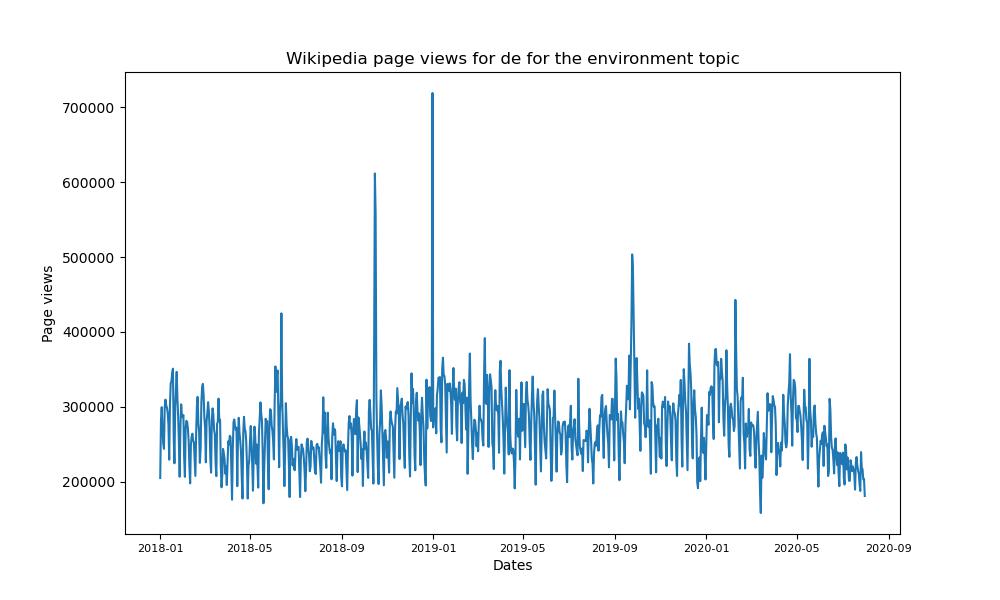 Wikipedia page views for de for the environment topic
700000
600000
500000
400000
300000
200000
Page views
2018-01 2018-05 2018-09 2019-01 2019-05 2019-09 2020-01 2020-05 2020-09
Dates